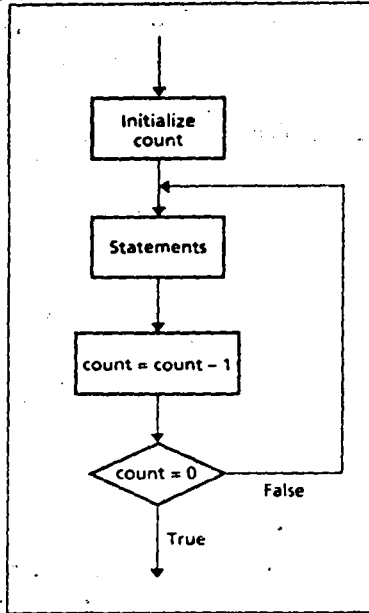 Initialize
count
Statements
count = count – 1
count = 0
False
True